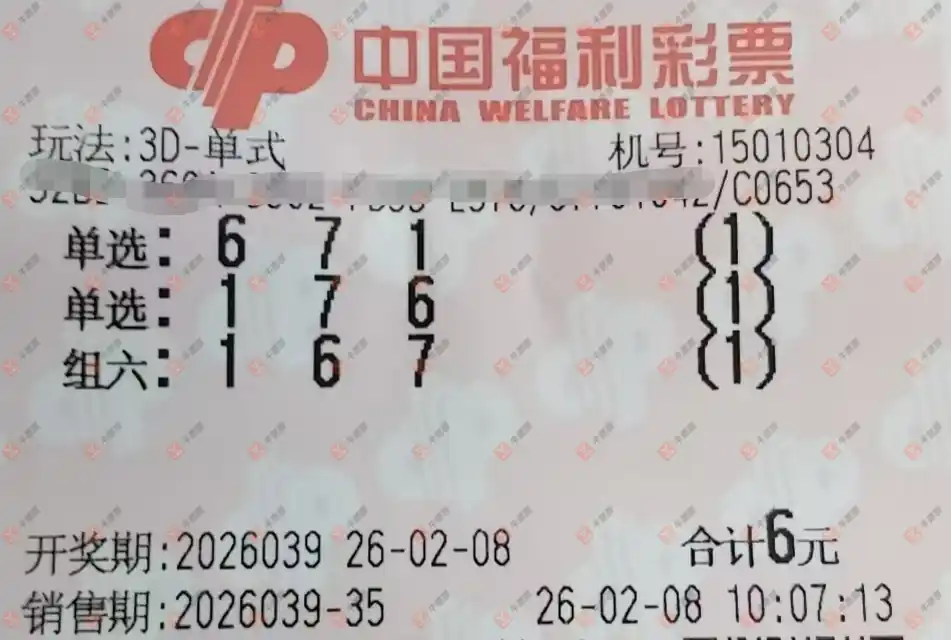 中国福利彩票
CHINA WELFARE LOTTERY
玩法:3D-单式 机号:15010304
/C0653
单选: 6 7 1 (1)
单选: 1 7 6 (1)
组六: 1 6 7 (1)
开奖期:2026039 26-02-08 合计6元
销售期:2026039-35 26-02-08 10:07:13